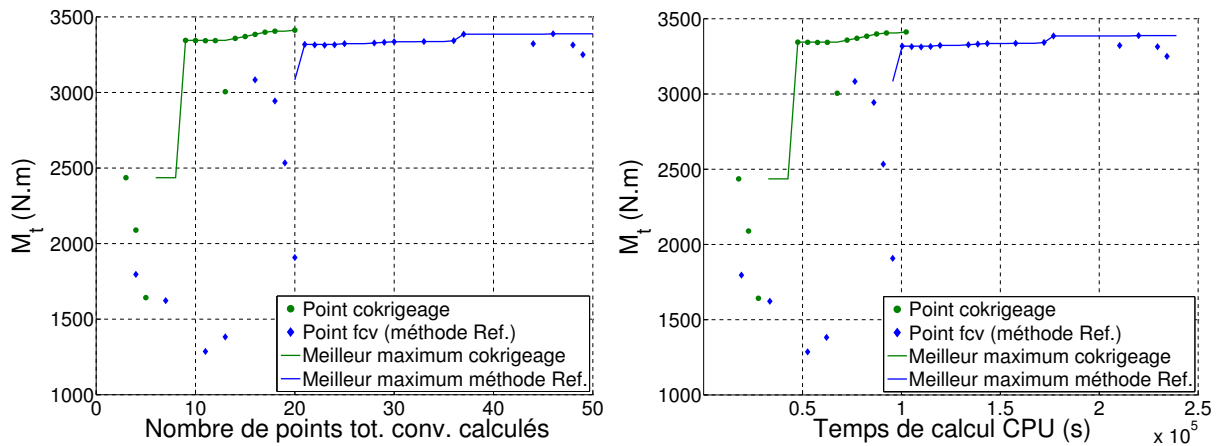 3500
3000
2500
2000
1500
1000
M_t (N.m)
0
10
20
30
40
50
Nombre de points tot. conv. calculés
Point cokrigeage
Point fcv (méthode Ref.)
Meilleur maximum cokrigeage
Meilleur maximum méthode Ref.
3500
3000
2500
2000
1500
1000
M_t (N.m)
0.5
1
1.5
2
2.5
x 10^5
Temps de calcul CPU (s)
Point cokrigeage
Point fcv (méthode Ref.)
Meilleur maximum cokrigeage
Meilleur maximum méthode Ref.